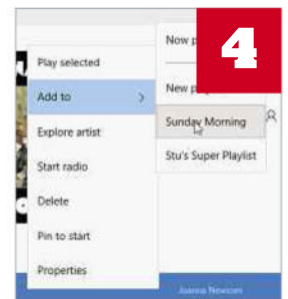 4
Now p
Play selected
Add to
New p
Sunday Morning
Explore artist
Stu's Super Playlist
Start radio
Delete
Pin to start
Properties
Joanna Newsom